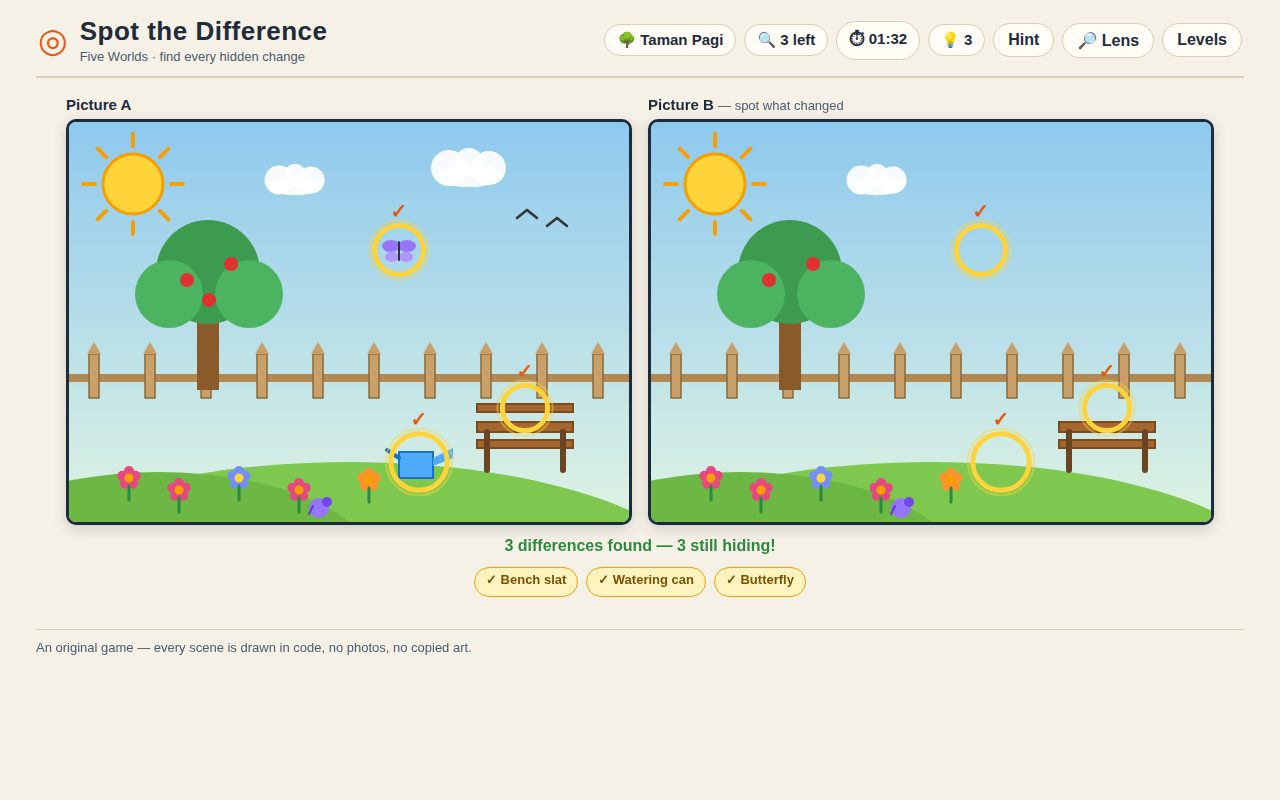 Spot the Difference
Five Worlds · find every hidden change
🌳 Taman Pagi
🔍 3 left
⏱ 01:32
💡 3
Hint
🔎 Lens
Levels
Picture A
Picture B — spot what changed
✓
✓
✓
✓
✓
✓
3 differences found — 3 still hiding!
✓ Bench slat
✓ Watering can
✓ Butterfly
An original game — every scene is drawn in code, no photos, no copied art.